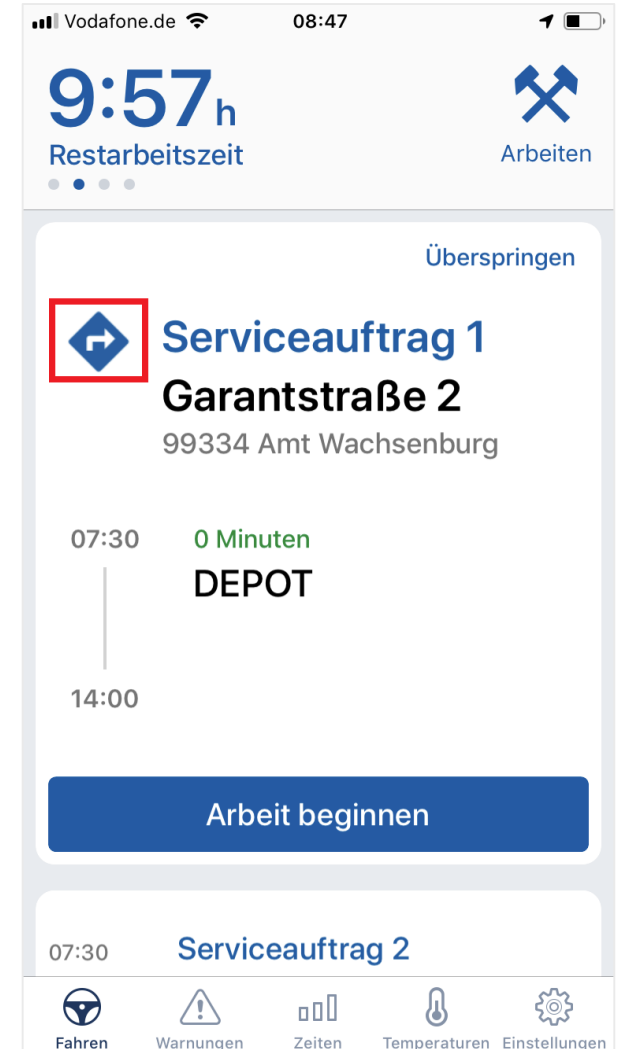 Vodafone.de 08:47
9:57 h
Restarbeitszeit
Arbeiten
Überspringen
Serviceauftrag 1
Garantstraße 2
99334 Amt Wachsenburg
07:30 0 Minuten
DEPOT
14:00
Arbeit beginnen
07:30 Serviceauftrag 2
Fahren Warnungen Zeiten Temperaturen Einstellungen